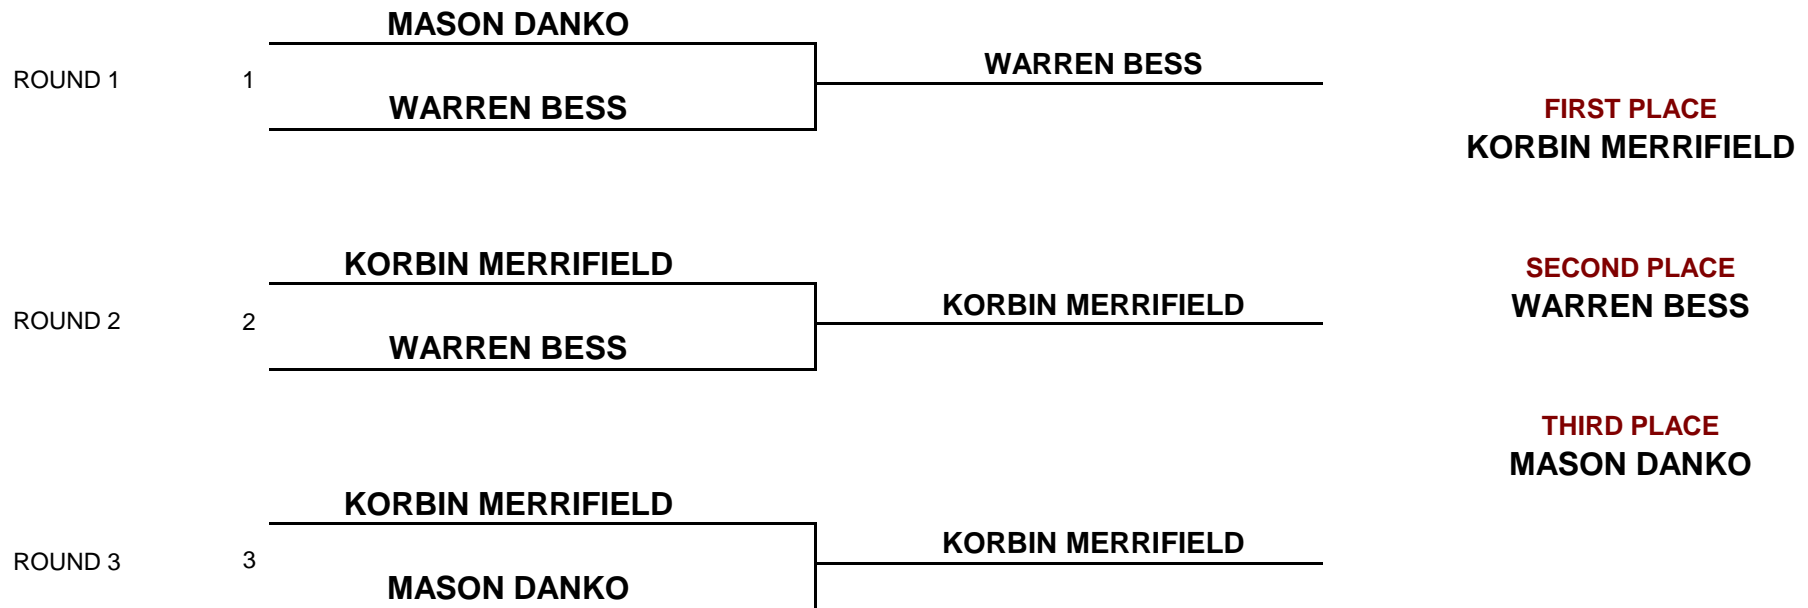 MASON DANKO
ROUND 1
1
WARREN BESS
WARREN BESS
FIRST PLACE
KORBIN MERRIFIELD
KORBIN MERRIFIELD
ROUND 2
2
KORBIN MERRIFIELD
WARREN BESS
SECOND PLACE
WARREN BESS
THIRD PLACE
MASON DANKO
KORBIN MERRIFIELD
ROUND 3
3
KORBIN MERRIFIELD
MASON DANKO